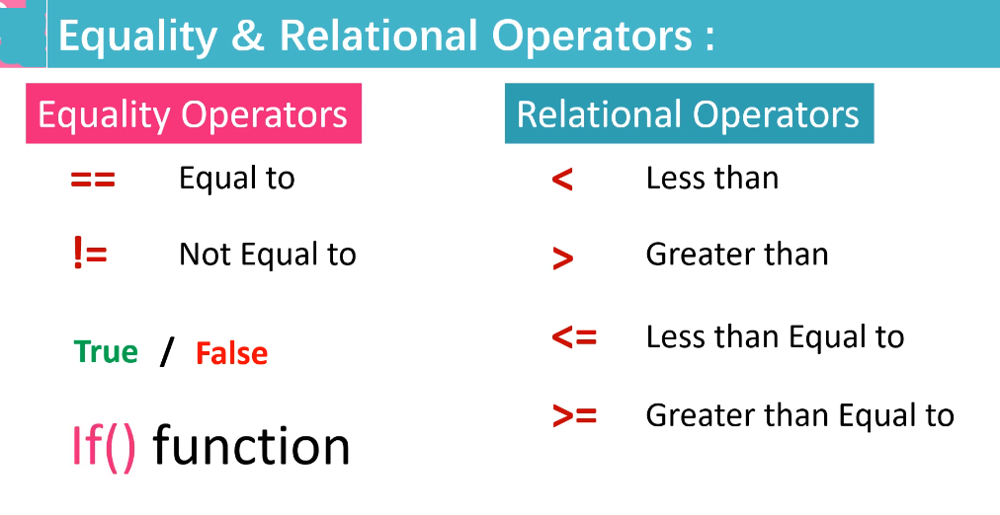 Equality & Relational Operators :
Equality Operators
== Equal to
!= Not Equal to
True / False
If() function
Relational Operators
< Less than
> Greater than
<= Less than Equal to
>= Greater than Equal to